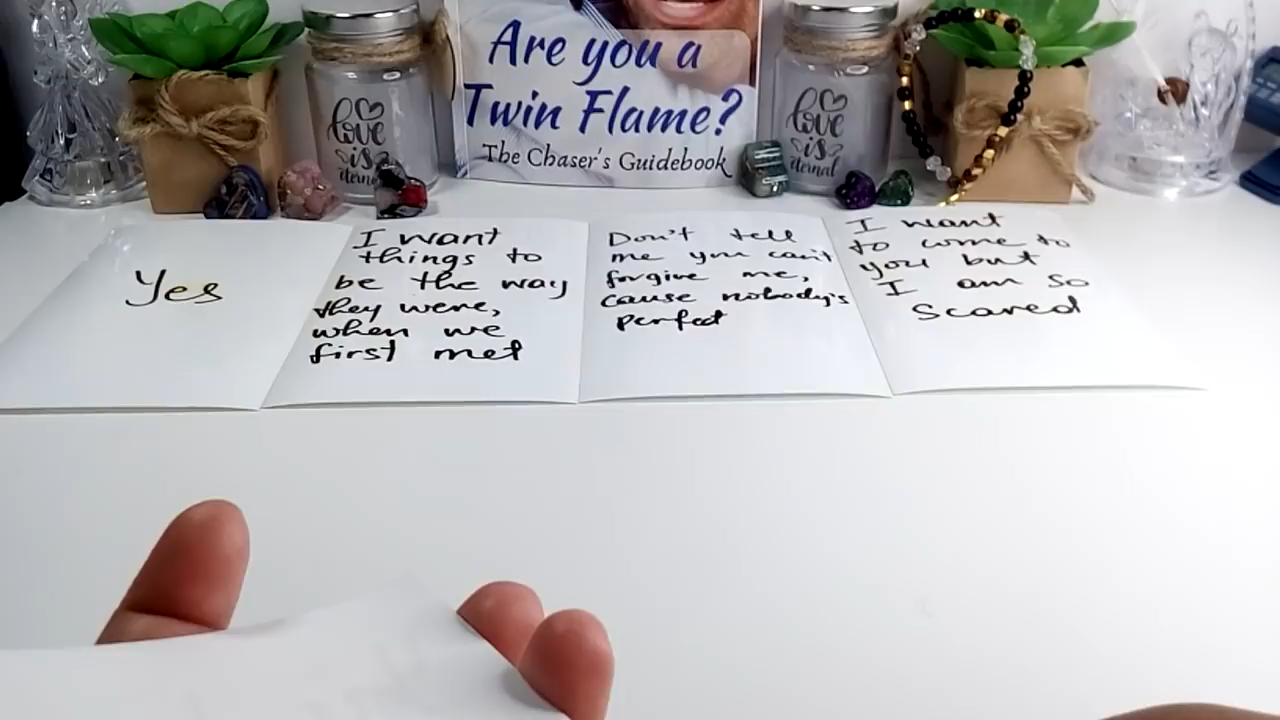 Are you a
Twin Flame?
The Chaser's Guidebook
love
is
eternal
love
is
eternal
Yes
I want
things to
be the way
they were,
when we
first met
Don't tell
me you can't
forgive me,
cause nobody's
perfect
I want
to come to
you but
I am so
scared